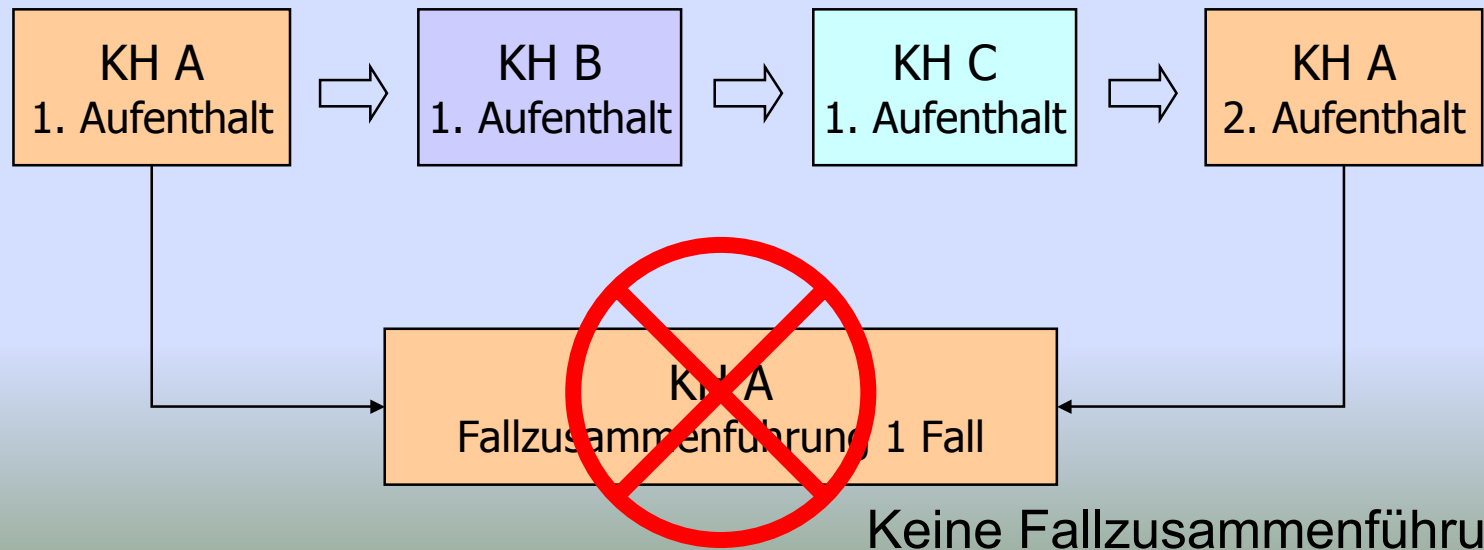 KH A
1. Aufenthalt
KH B
1. Aufenthalt
KH C
1. Aufenthalt
KH A
2. Aufenthalt
KH A
Fallzusammenführung 1 Fall
Keine Fallzusammenführu